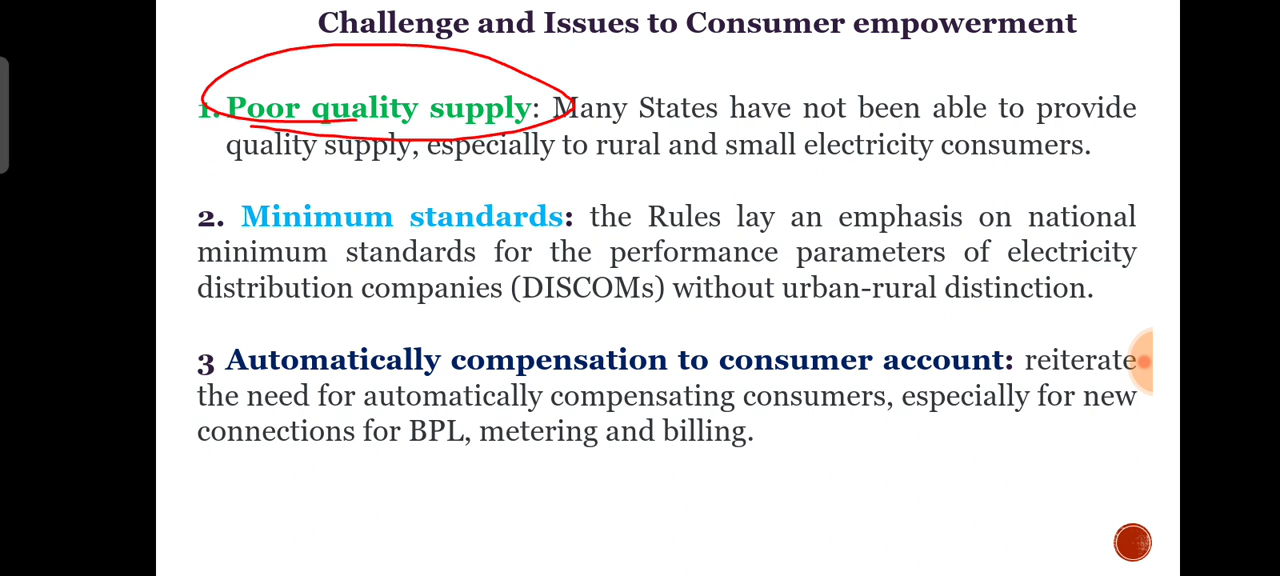 Challenge and Issues to Consumer empowerment
1. Poor quality supply: Many States have not been able to provide
quality supply, especially to rural and small electricity consumers.
2. Minimum standards: the Rules lay an emphasis on national
minimum standards for the performance parameters of electricity
distribution companies (DISCOMs) without urban-rural distinction.
3 Automatically compensation to consumer account: reiterate
the need for automatically compensating consumers, especially for new
connections for BPL, metering and billing.